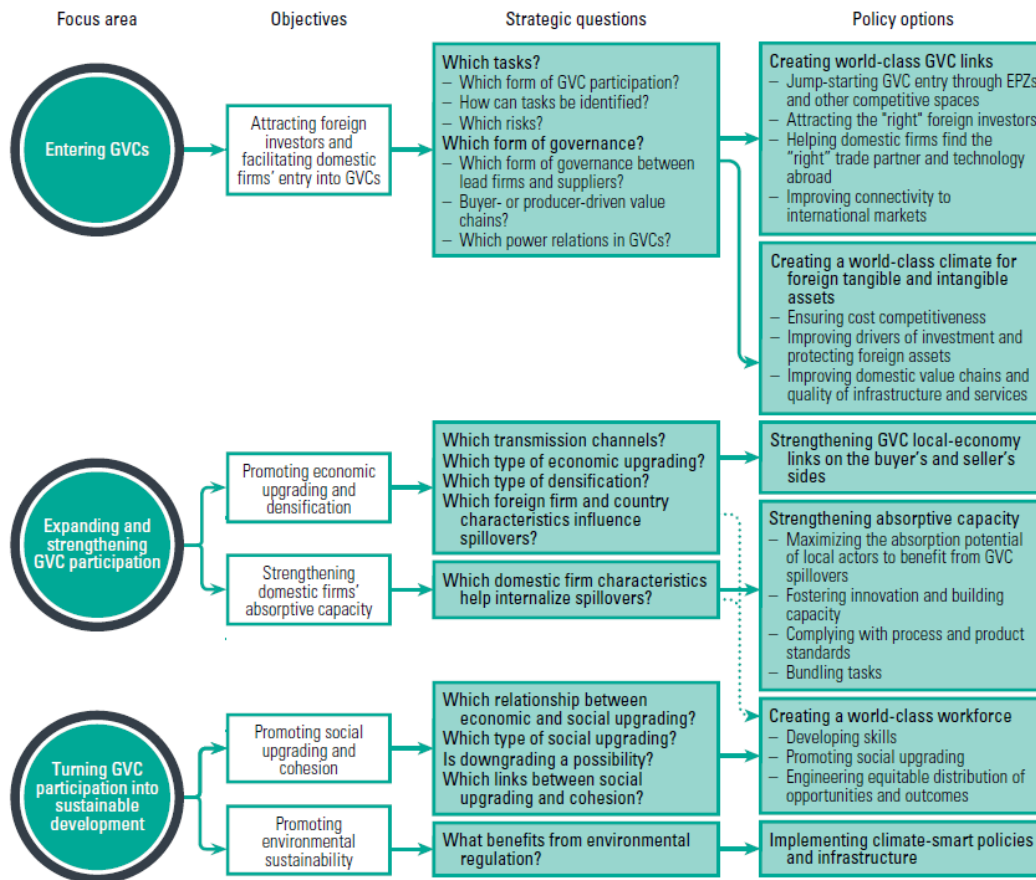 Focus area
Objectives
Strategic questions
Policy options
Entering GVCs
Attracting foreign
investors and
facilitating domestic
firms' entry into GVCs
Which tasks?
– Which form of GVC participation?
– How can tasks be identified?
– Which risks?
Which form of governance?
– Which form of governance between
lead firms and suppliers?
– Buyer- or producer-driven value
chains?
– Which power relations in GVCs?
Creating world-class GVC links
– Jump-starting GVC entry through EPZs
and other competitive spaces
– Attracting the "right" foreign investors
– Helping domestic firms find the
"right" trade partner and technology
abroad
– Improving connectivity to
international markets
Creating a world-class climate for
foreign tangible and intangible
assets
– Ensuring cost competitiveness
– Improving drivers of investment and
protecting foreign assets
– Improving domestic value chains and
quality of infrastructure and services
Expanding and
strengthening
GVC participation
Promoting economic
upgrading and
densification
Strengthening
domestic firms'
absorptive capacity
Which transmission channels?
Which type of economic upgrading?
Which type of densification?
Which foreign firm and country
characteristics influence
spillovers?
Which domestic firm characteristics
help internalize spillovers?
Strengthening GVC local-economy
links on the buyer's and seller's
sides
Strengthening absorptive capacity
– Maximizing the absorption potential
of local actors to benefit from GVC
spillovers
– Fostering innovation and building
capacity
– Complying with process and product
standards
– Bundling tasks
Turning GVC
participation into
sustainable
development
Promoting social
upgrading and
cohesion
Promoting
environmental
sustainability
Which relationship between
economic and social upgrading?
Which type of social upgrading?
Is downgrading a possibility?
Which links between social
upgrading and cohesion?
What benefits from environmental
regulation?
Creating a world-class workforce
– Developing skills
– Promoting social upgrading
– Engineering equitable distribution of
opportunities and outcomes
Implementing climate-smart policies
and infrastructure